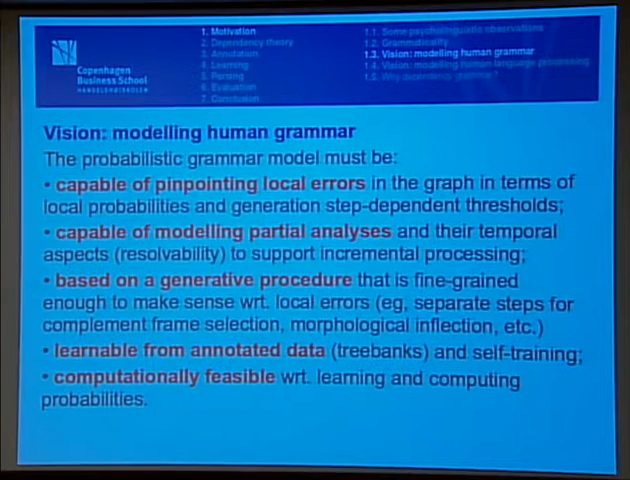 Copenhagen
Business School
HANDELSHØJSKOLEN
1. Motivation
2. Dependency theory
3. Annotation
4. Learning
5. Parsing
6. Evaluation
7. Conclusion
1.1. Some psycholinguistic observations
1.2. Grammaticality
1.3. Vision: modelling human grammar
1.4. Vision: modelling human language processing
1.5. Why dependency grammar?
Vision: modelling human grammar
The probabilistic grammar model must be:
• capable of pinpointing local errors in the graph in terms of
local probabilities and generation step-dependent thresholds;
• capable of modelling partial analyses and their temporal
aspects (resolvability) to support incremental processing;
• based on a generative procedure that is fine-grained
enough to make sense wrt. local errors (eg, separate steps for
complement frame selection, morphological inflection, etc.)
• learnable from annotated data (treebanks) and self-training;
• computationally feasible wrt. learning and computing
probabilities.